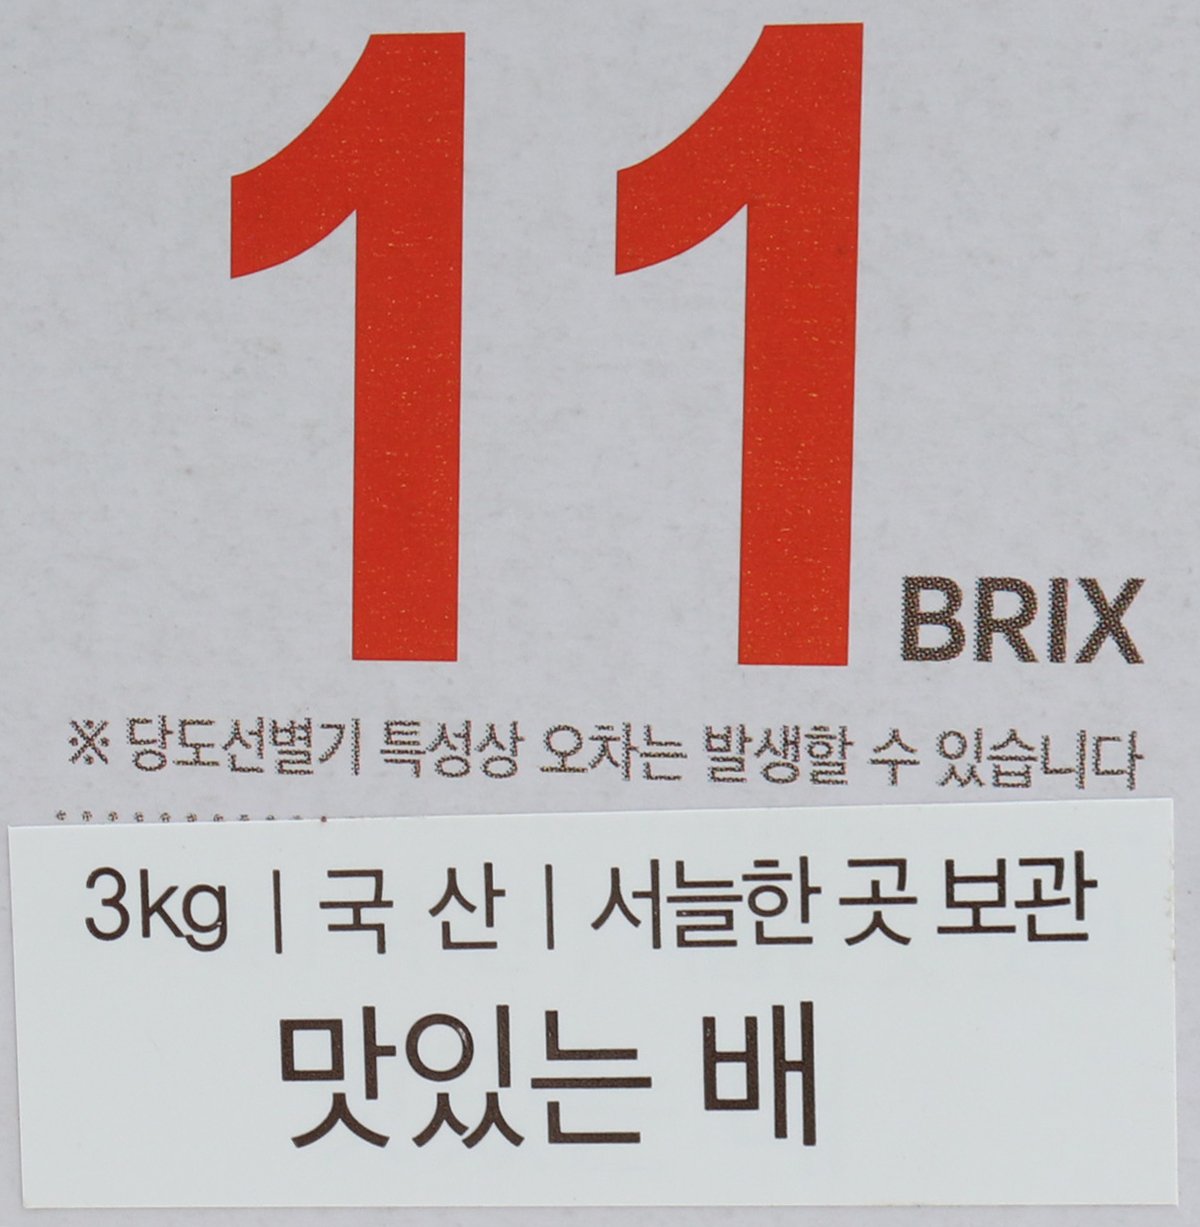 11 BRIX
※ 당도선별기 특성상 오차는 발생할 수 있습니다
3kg | 국 산 | 서늘한 곳 보관
맛있는 배